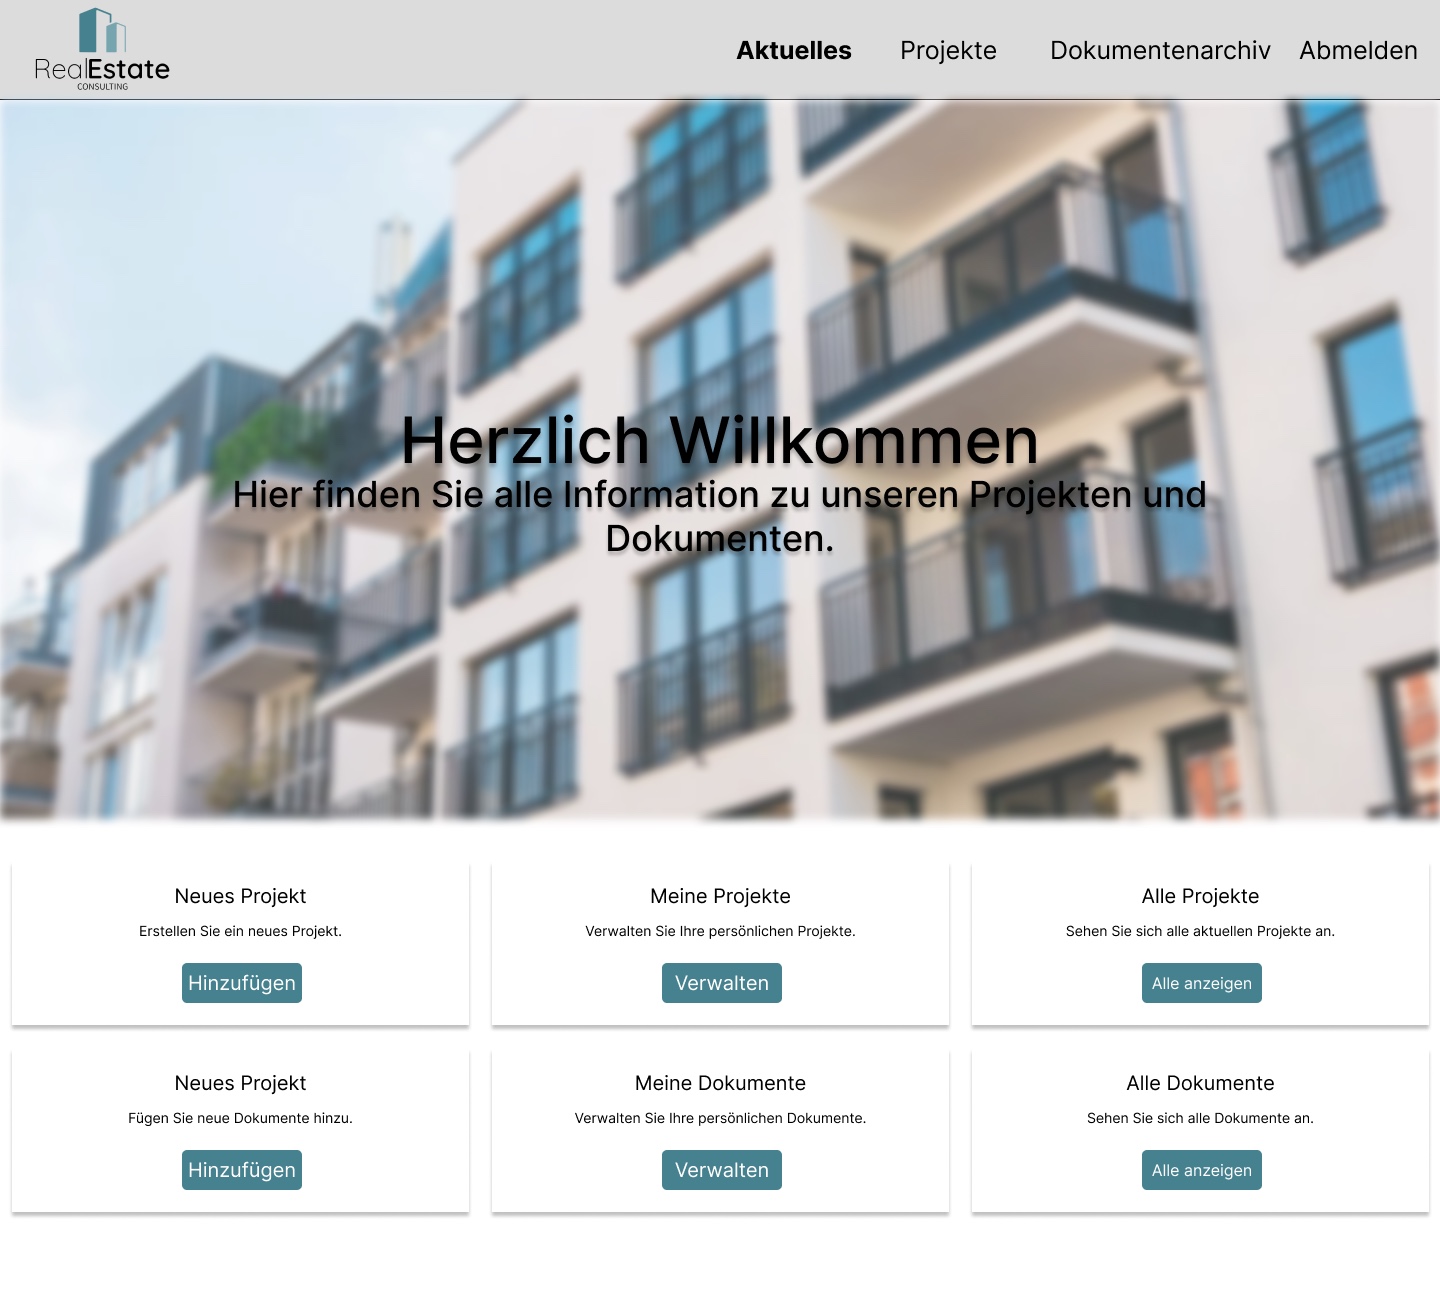 RealEstate
CONSULTING
Aktuelles Projekte Dokumentenarchiv Abmelden
Herzlich Willkommen
Hier finden Sie alle Information zu unseren Projekten und
Dokumenten.
Neues Projekt
Erstellen Sie ein neues Projekt.
Hinzufügen
Meine Projekte
Verwalten Sie Ihre persönlichen Projekte.
Verwalten
Alle Projekte
Sehen Sie sich alle aktuellen Projekte an.
Alle anzeigen
Neues Projekt
Fügen Sie neue Dokumente hinzu.
Hinzufügen
Meine Dokumente
Verwalten Sie Ihre persönlichen Dokumente.
Verwalten
Alle Dokumente
Sehen Sie sich alle Dokumente an.
Alle anzeigen